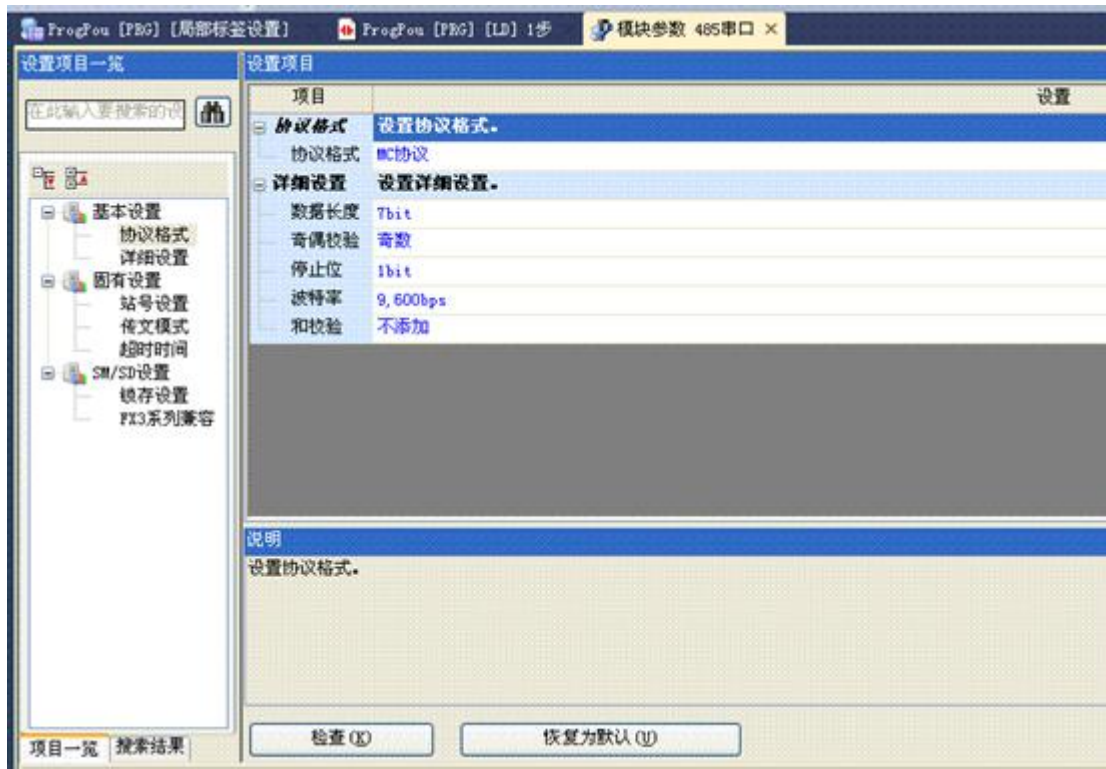 ProgPou [PRG] [局部标签设置] ProgPou [PRG] [LD] 1步 模块参数 485串口 ×
设置项目一览
在此输入要搜索的设
基本设置
协议格式
详细设置
固有设置
站号设置
传文模式
超时时间
SM/SD设置
锁存设置
FX3系列兼容
项目一览 搜索结果
设置项目
项目 设置
协议格式 设置协议格式。
协议格式 MC协议
详细设置 设置详细设置。
数据长度 7bit
奇偶校验 奇数
停止位 1bit
波特率 9,600bps
和校验 不添加
说明
设置协议格式。
检查(K) 恢复为默认(U)